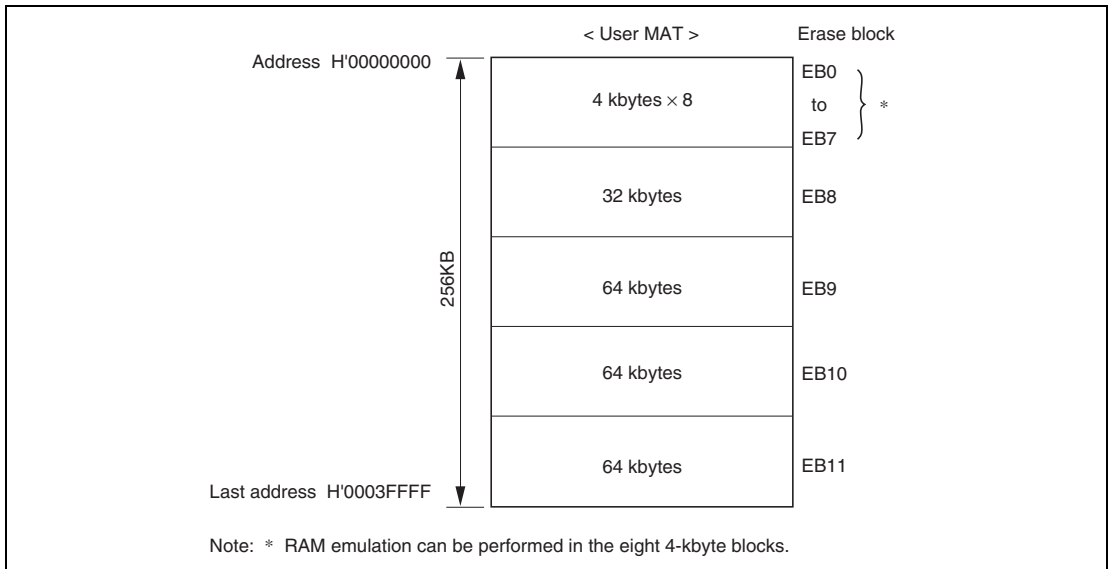 < User MAT > Erase block
Address H'00000000
EB0
4 kbytes × 8 to *
EB7
32 kbytes EB8
256KB
64 kbytes EB9
64 kbytes EB10
64 kbytes EB11
Last address H'0003FFFF
Note: * RAM emulation can be performed in the eight 4-kbyte blocks.